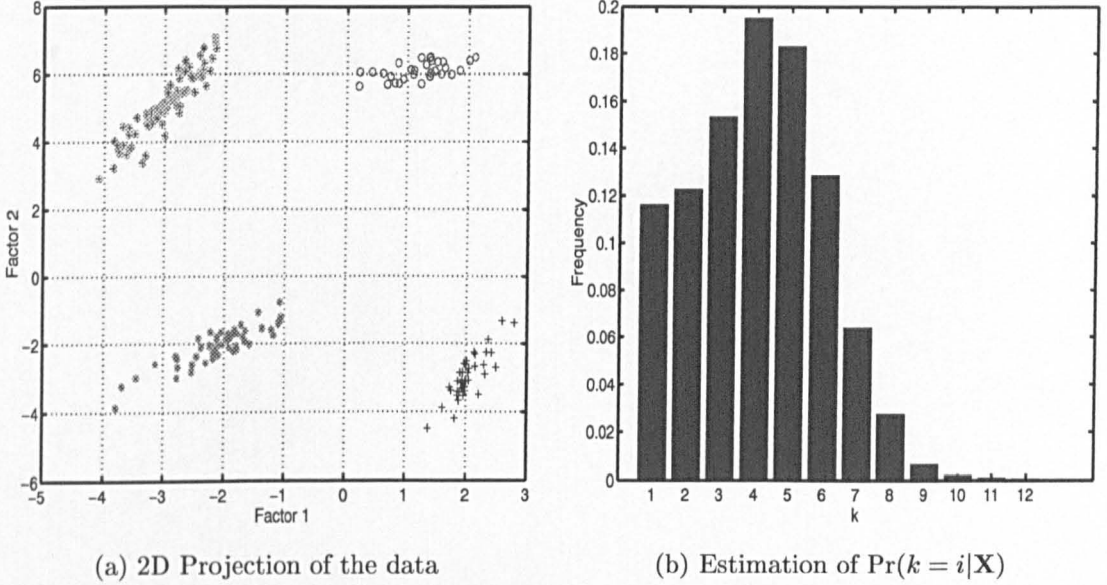 8
6
4
2
0
−2
−4
−6
−5 −4 −3 −2 −1 0 1 2 3
Factor 2
Factor 1
(a) 2D Projection of the data
0.2
0.18
0.16
0.14
0.12
0.1
0.08
0.06
0.04
0.02
0
Frequency
1 2 3 4 5 6 7 8 9 10 11 12
k
(b) Estimation of Pr(k = i|X)